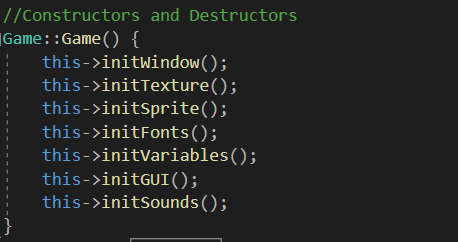 //Constructors and Destructors
Game::Game() {
this->initWindow();
this->initTexture();
this->initSprite();
this->initFonts();
this->initVariables();
this->initGUI();
this->initSounds();
}